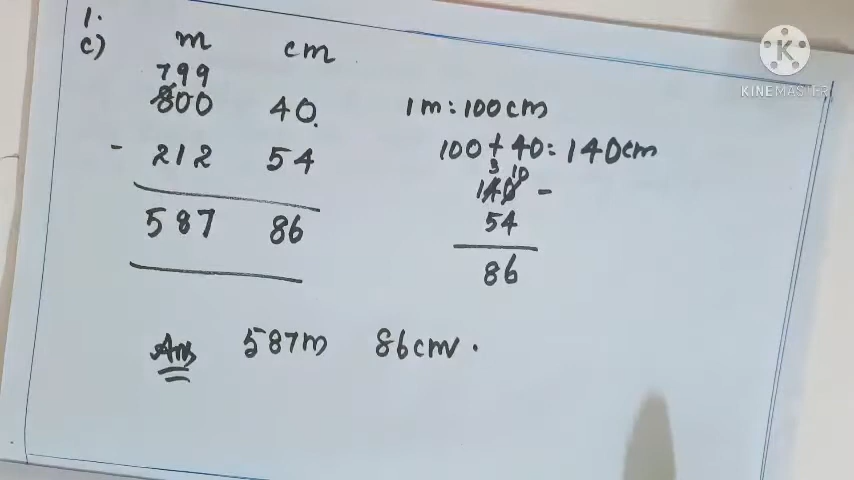 1.
c) m cm
799
800 40. 1m = 100cm
- 212 54 100 + 40 = 140cm
3 10
140 -
587 86 54
86
Ans 587m 86cm.
K
KINEMASTER